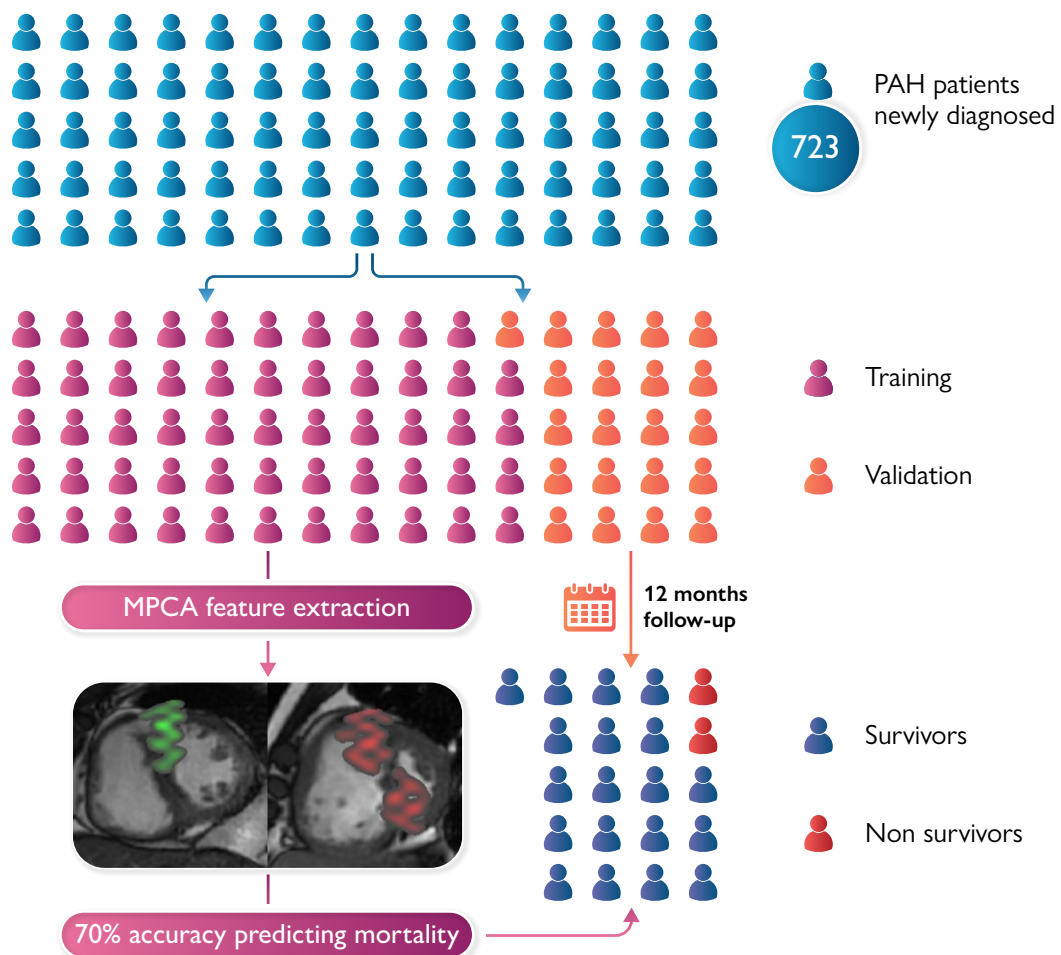 PAH patients
newly diagnosed
723
Training
Validation
MPCA feature extraction
12 months
follow-up
Survivors
Non survivors
70% accuracy predicting mortality